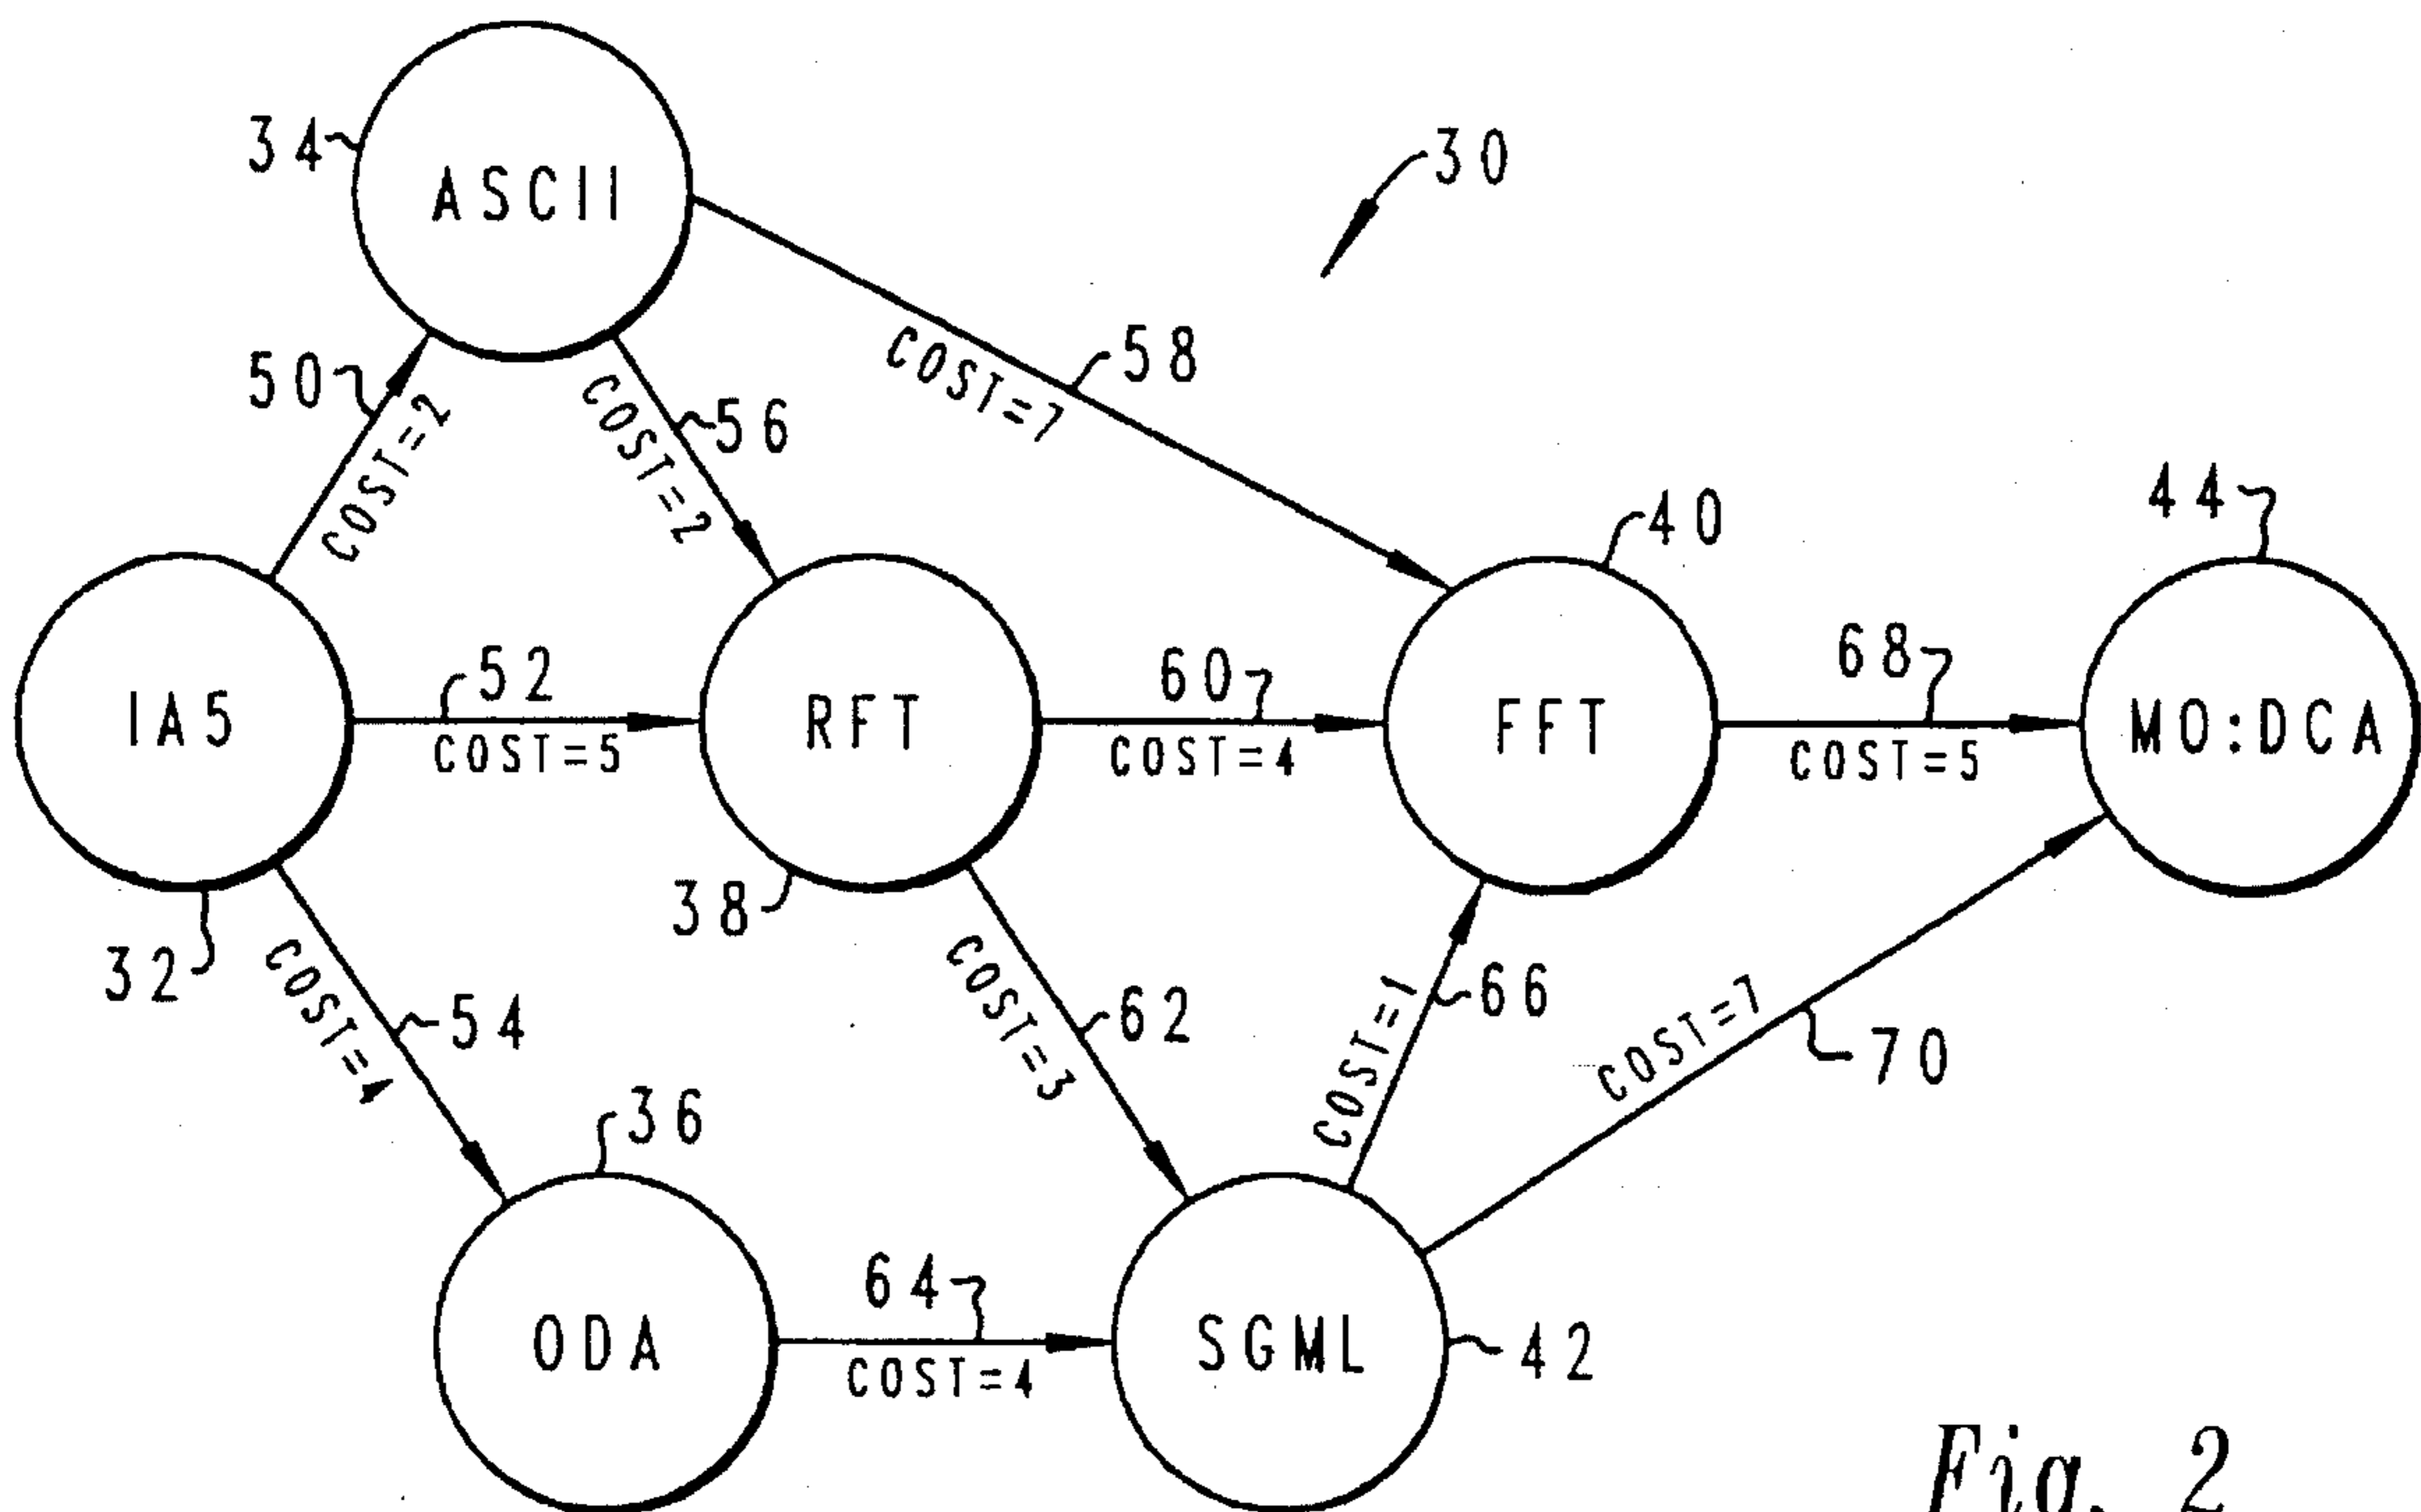 34
ASCII
30
50
COST=2
56
COST=2
58
COST=7
40
44
IA5
52
COST=5
RFT
60
COST=4
FFT
68
COST=5
MO:DCA
32
38
COST=4
54
COST=3
62
COST=1
66
COST=7
70
36
ODA
64
COST=4
SGML
42
Fig. 2